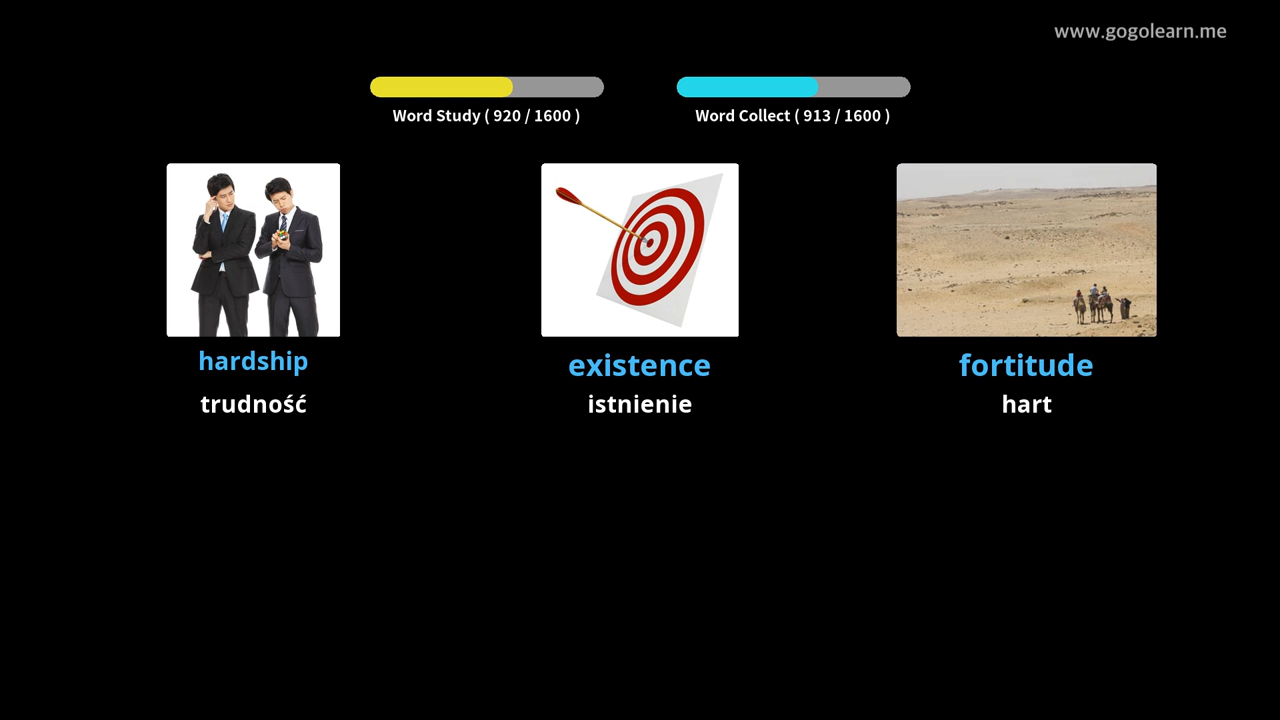 www.gogolearn.me
Word Study ( 920 / 1600 )
Word Collect ( 913 / 1600 )
hardship
existence
fortitude
trudność
istnienie
hart